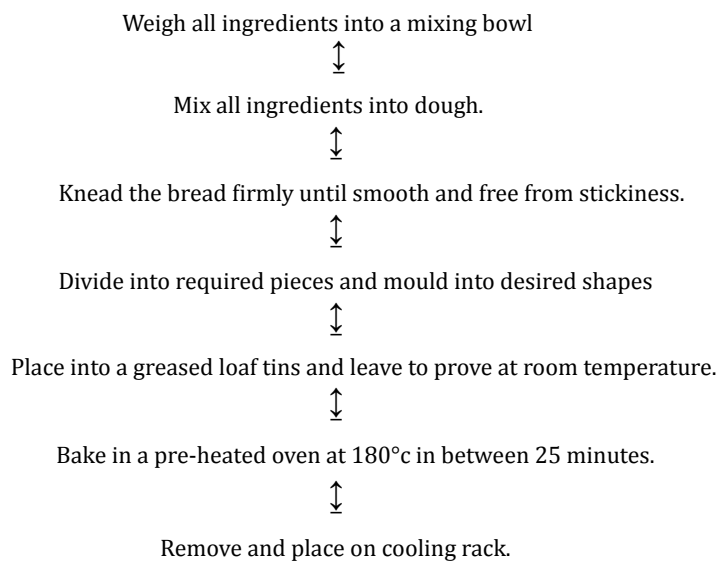 Weigh all ingredients into a mixing bowl
Mix all ingredients into dough.
Knead the bread firmly until smooth and free from stickiness.
Divide into required pieces and mould into desired shapes
Place into a greased loaf tins and leave to prove at room temperature.
Bake in a pre-heated oven at 180°c in between 25 minutes.
Remove and place on cooling rack.